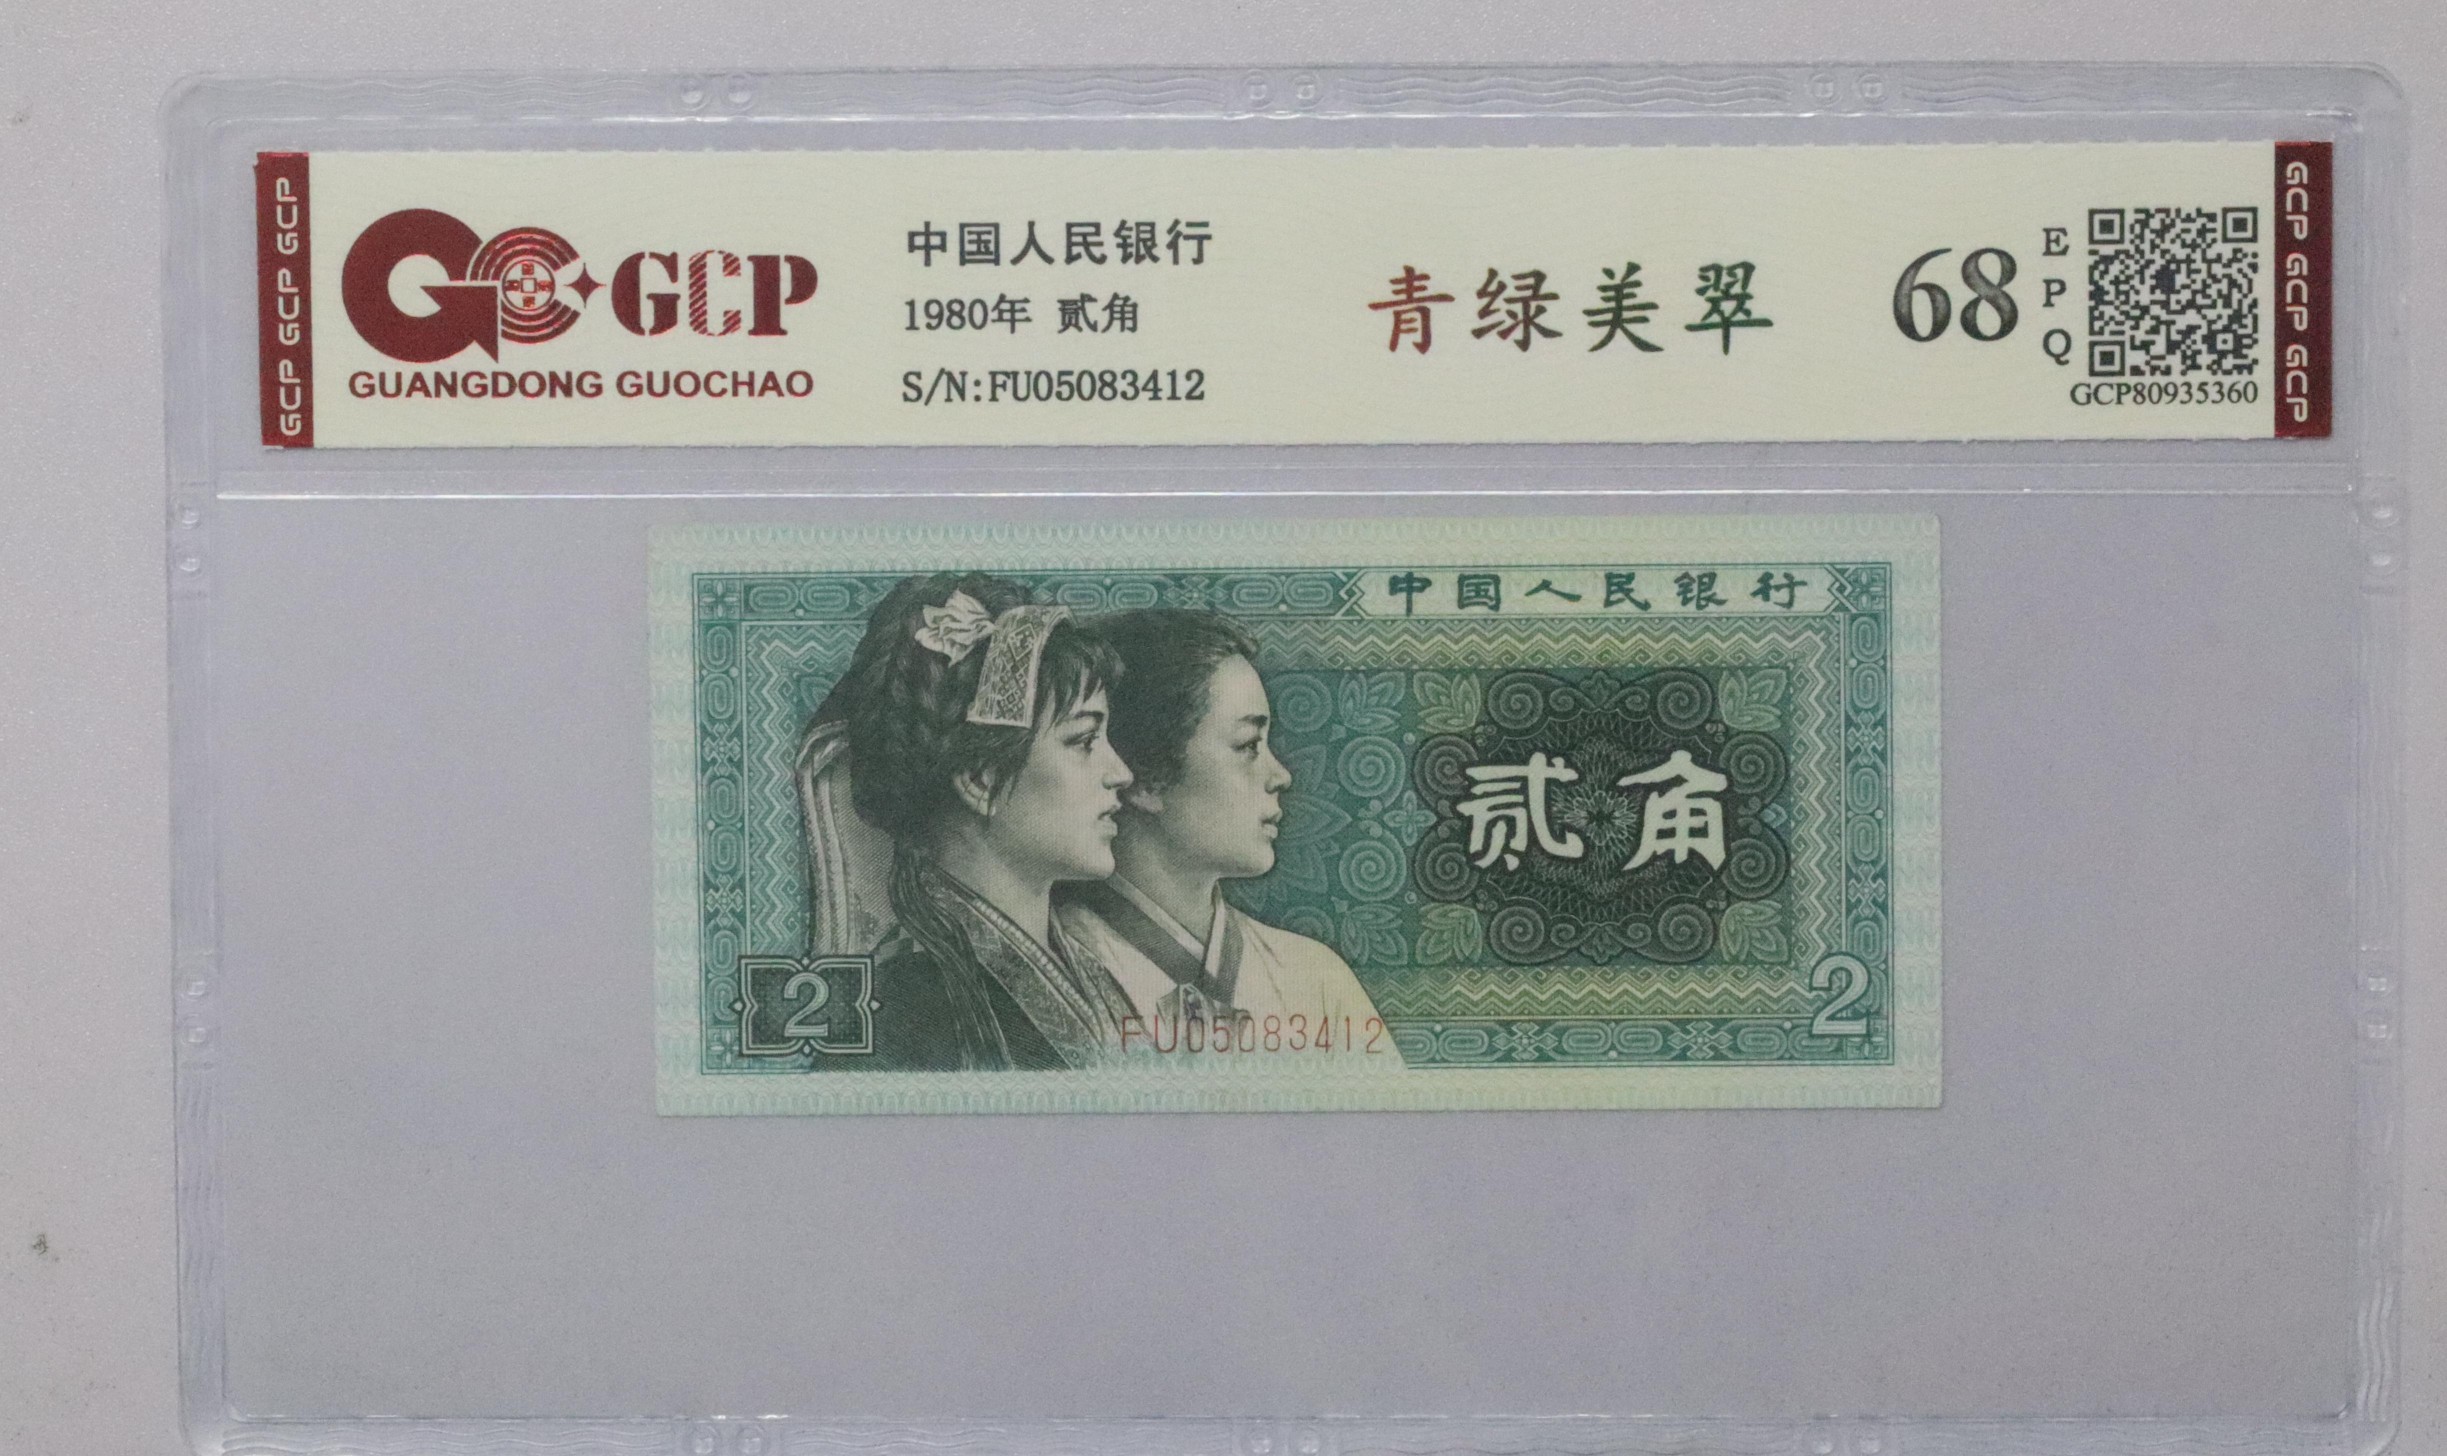 GCP GCP GCP
GCP
GUANGDONG GUOCHAO
中国人民银行
1980年 贰角
S/N:FU05083412
青绿美翠
68
E
P
Q
GCP80935360
GCP GCP GCP
中国人民银行
贰角
2
FU05083412
2